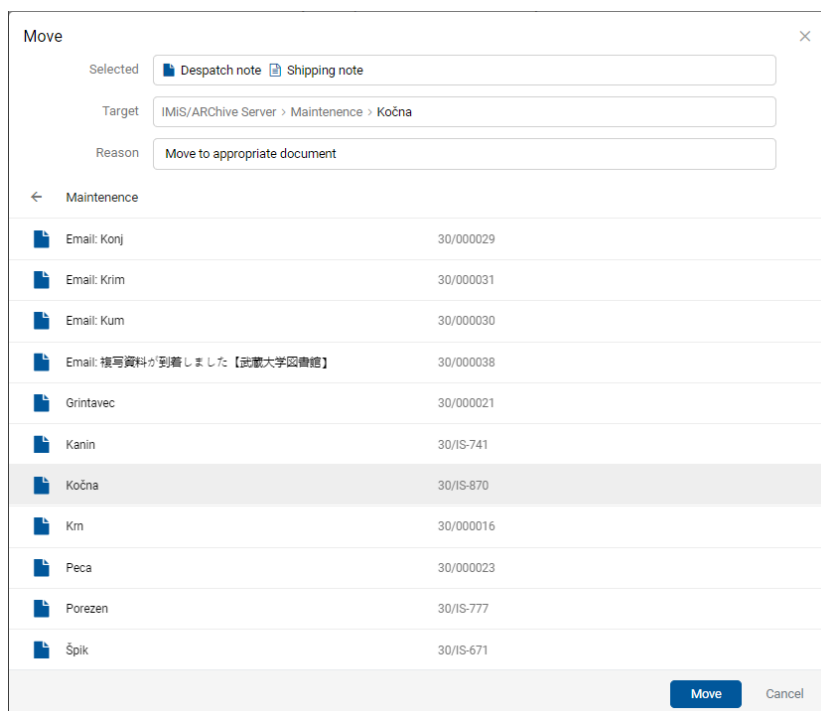 Move
Selected Despatch note Shipping note
Target IMiS/ARChive Server > Maintenence > Kočna
Reason Move to appropriate document
Maintenence
Email: Konj 30/000029
Email: Krim 30/000031
Email: Kum 30/000030
Email: 複写資料が到着しました【武蔵大学図書館】 30/000038
Grintavec 30/000021
Kanin 30/IS-741
Kočna 30/IS-870
Krn 30/000016
Peca 30/000023
Porezen 30/IS-777
Špik 30/IS-671
Move Cancel